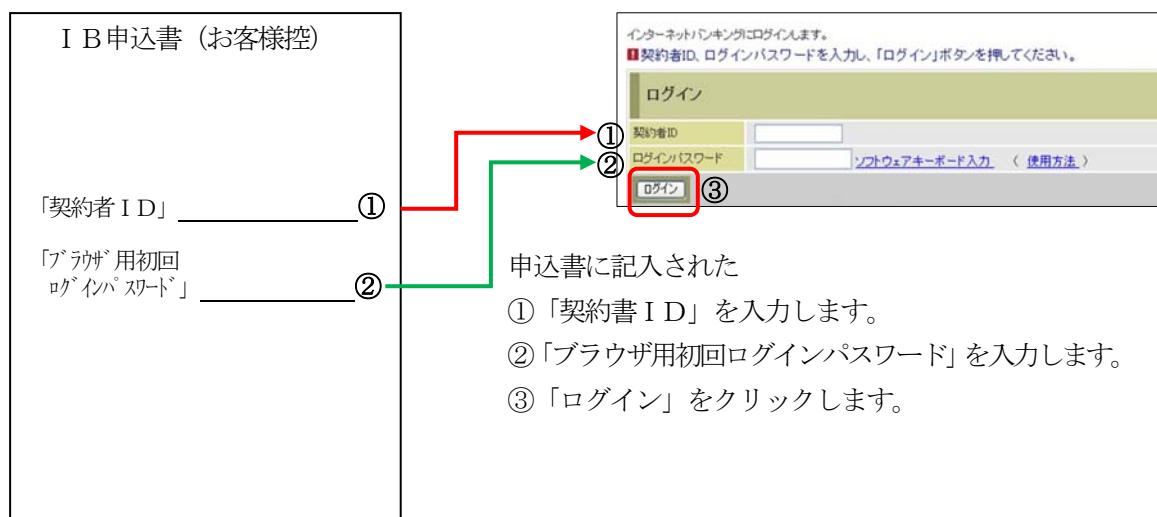 ＩＢ申込書（お客様控）
「契約者ＩＤ」 ①
「ﾌﾞﾗｳｻﾞ用初回
ﾛｸﾞｲﾝﾊﾟｽﾜｰﾄﾞ」 ②
インターネットバンキングにログインします。
契約者ID、ログインパスワードを入力し、「ログイン」ボタンを押してください。
ログイン
① 契約者ID
② ログインパスワード ソフトウェアキーボード入力 （ 使用方法 ）
ログイン ③
申込書に記入された
①「契約書ＩＤ」を入力します。
②「ブラウザ用初回ログインパスワード」を入力します。
③「ログイン」をクリックします。